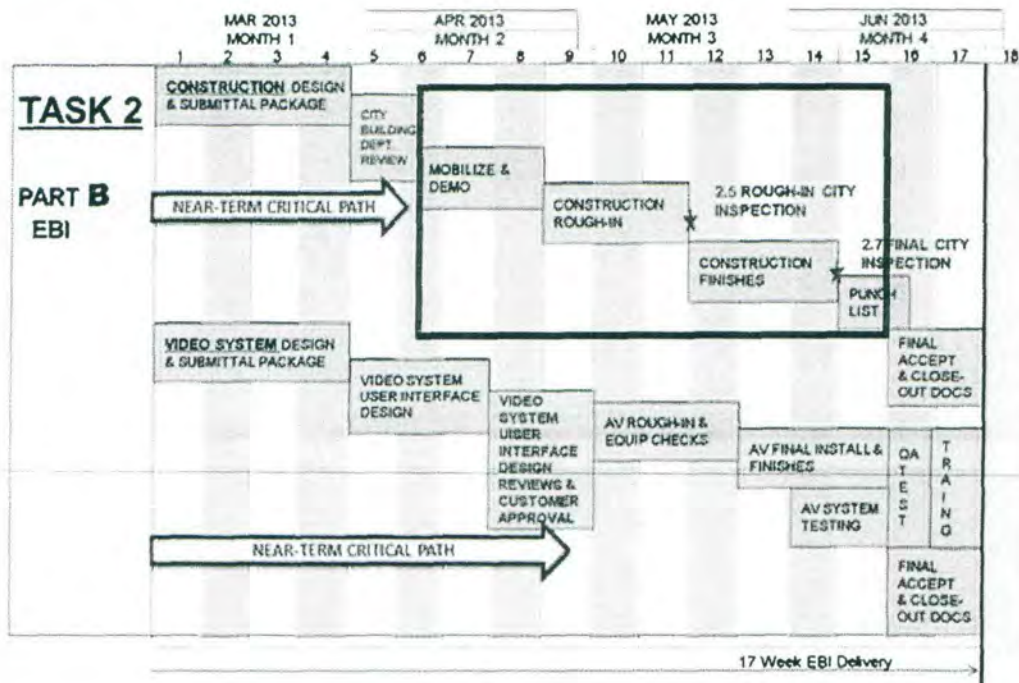 MAR 2013
MONTH 1
APR 2013
MONTH 2
MAY 2013
MONTH 3
JUN 2013
MONTH 4
1 2 3 4 5 6 7 8 9 10 11 12 13 14 15 16 17 18
TASK 2
PART B
EBI
CONSTRUCTION DESIGN
& SUBMITTAL PACKAGE
CITY
BUILDING
DEPT.
REVIEW
NEAR-TERM CRITICAL PATH
MOBILIZE &
DEMO
CONSTRUCTION
ROUGH-IN
2.5 ROUGH-IN CITY
INSPECTION
CONSTRUCTION
FINISHES
2.7 FINAL CITY
INSPECTION
PUNCH
LIST
FINAL
ACCEPT
& CLOSE-
OUT DOCS
VIDEO SYSTEM DESIGN
& SUBMITTAL PACKAGE
VIDEO SYSTEM
USER INTERFACE
DESIGN
VIDEO
SYSTEM
UISER
INTERFACE
DESIGN
REVIEWS &
CUSTOMER
APPROVAL
AV ROUGH-IN &
EQUIP CHECKS
AV FINAL INSTALL &
FINISHES
AV SYSTEM
TESTING
QA
T
E
S
T
T
R
A
I
N
I
N
G
NEAR-TERM CRITICAL PATH
FINAL
ACCEPT
& CLOSE-
OUT DOCS
17 Week EBI Delivery